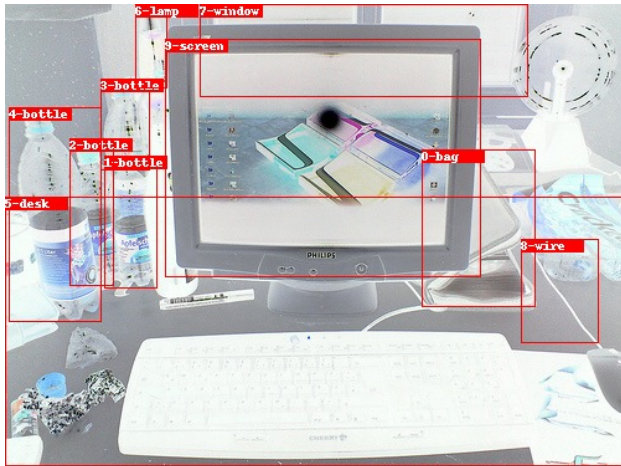 6-lamp
7-window
9-screen
3-bottle
4-bottle
2-bottle
0-bag
1-bottle
5-desk
Apfelsch
PHILIPS
8-wire
CHERRY